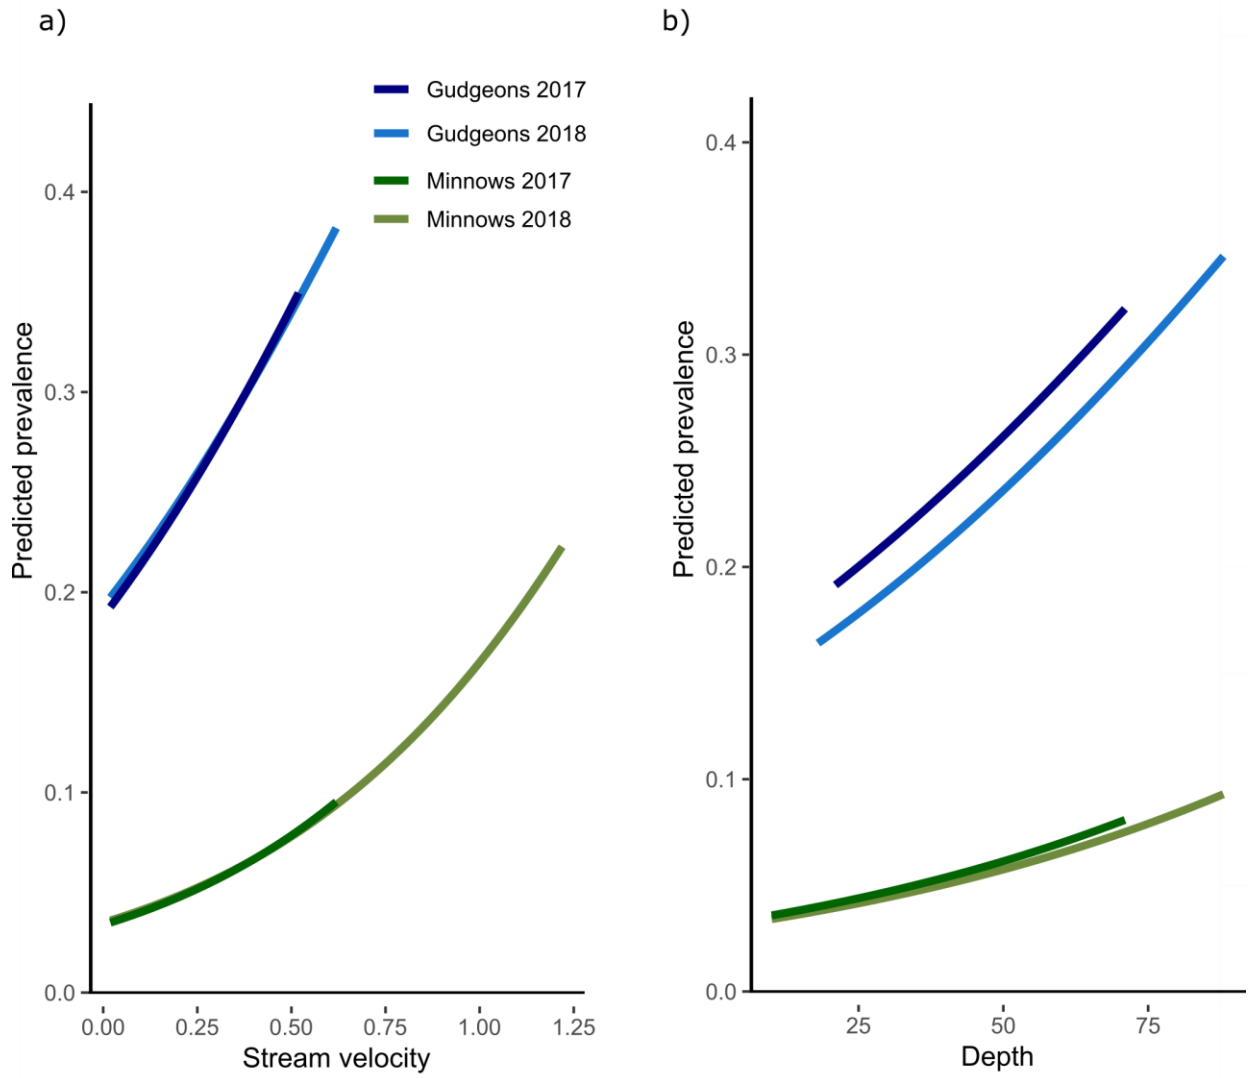 a)
Gudgeons 2017
Gudgeons 2018
Minnows 2017
Minnows 2018
Predicted prevalence
0.4
0.3
0.2
0.1
0.0
0.00 0.25 0.50 0.75 1.00 1.25
Stream velocity
b)
Predicted prevalence
0.4
0.3
0.2
0.1
0.0
25 50 75
Depth